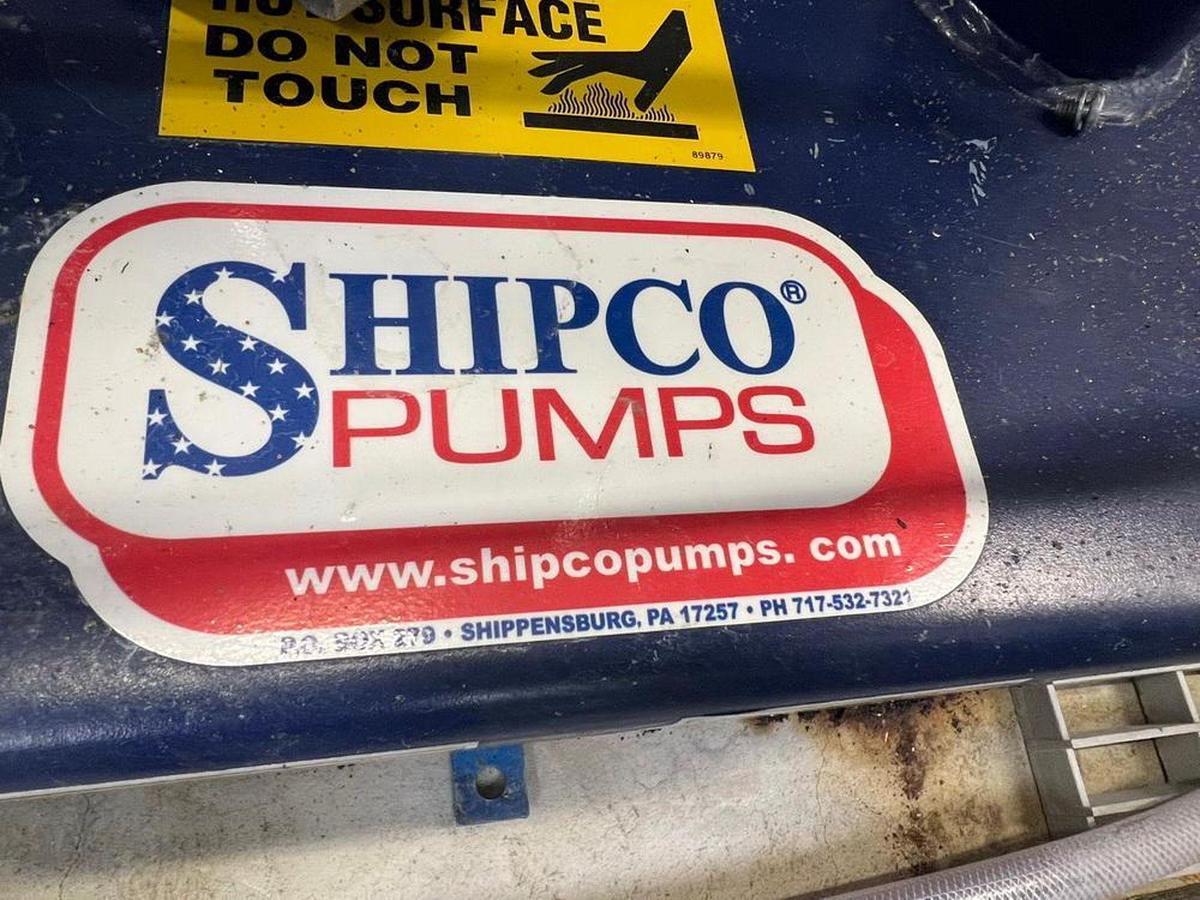 HOT SURFACE
DO NOT
TOUCH
89879
SHIPCO®
PUMPS
www.shipcopumps. com
P.O. BOX 279 • SHIPPENSBURG, PA 17257 • PH 717-532-7321